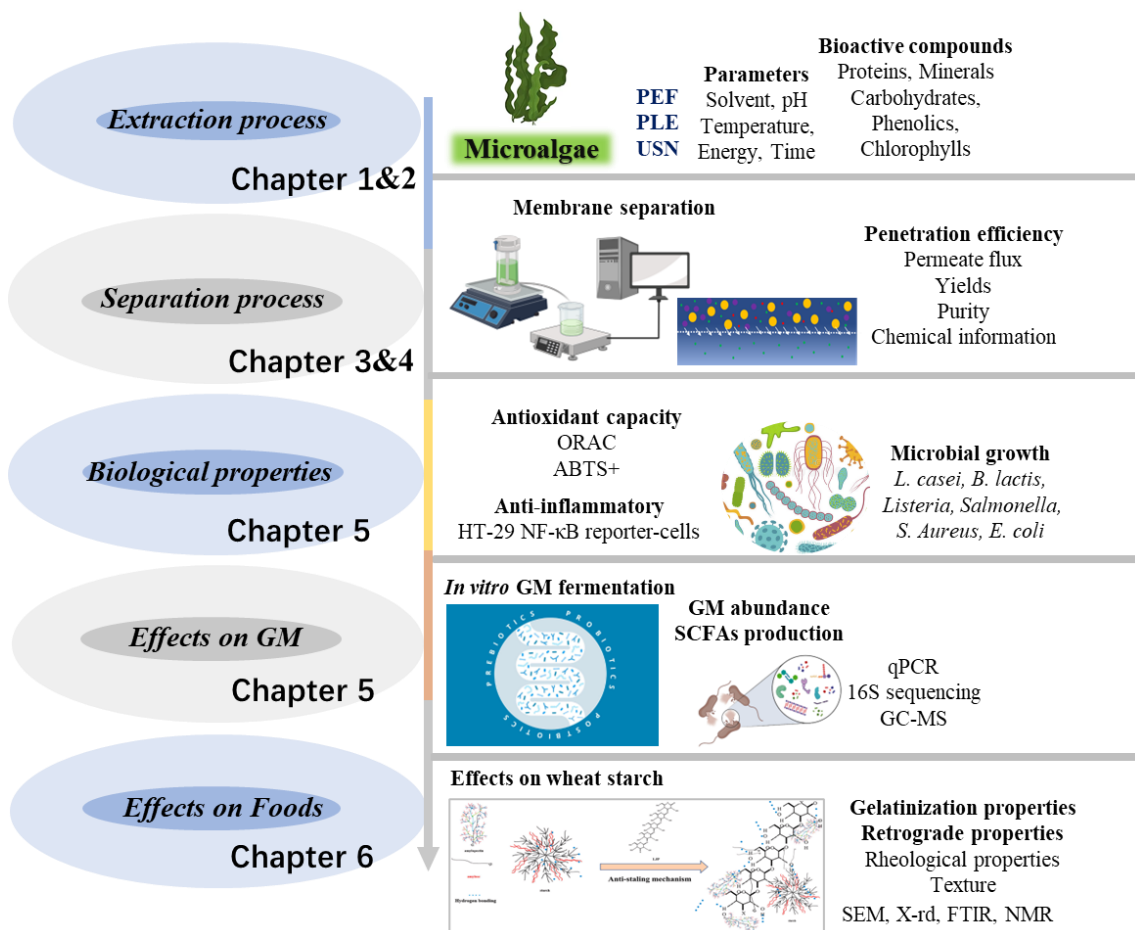 Extraction process
Chapter 1&2
Microalgae
PEF
PLE
USN
Parameters
Solvent, pH
Temperature,
Energy, Time
Bioactive compounds
Proteins, Minerals
Carbohydrates,
Phenolics,
Chlorophylls
Separation process
Chapter 3&4
Membrane separation
Penetration efficiency
Permeate flux
Yields
Purity
Chemical information
Biological properties
Chapter 5
Antioxidant capacity
ORAC
ABTS+
Anti-inflammatory
HT-29 NF-κB reporter-cells
Microbial growth
L. casei, B. lactis,
Listeria, Salmonella,
S. Aureus, E. coli
Effects on GM
Chapter 5
In vitro GM fermentation
PREBIOTICS
PROBIOTICS
POSTBIOTICS
GM abundance
SCFAs production
qPCR
16S sequencing
GC-MS
Effects on Foods
Chapter 6
Effects on wheat starch
Hydrogen bonding
Anti-staling mechanism
Gelatinization properties
Retrograde properties
Rheological properties
Texture
SEM, X-rd, FTIR, NMR